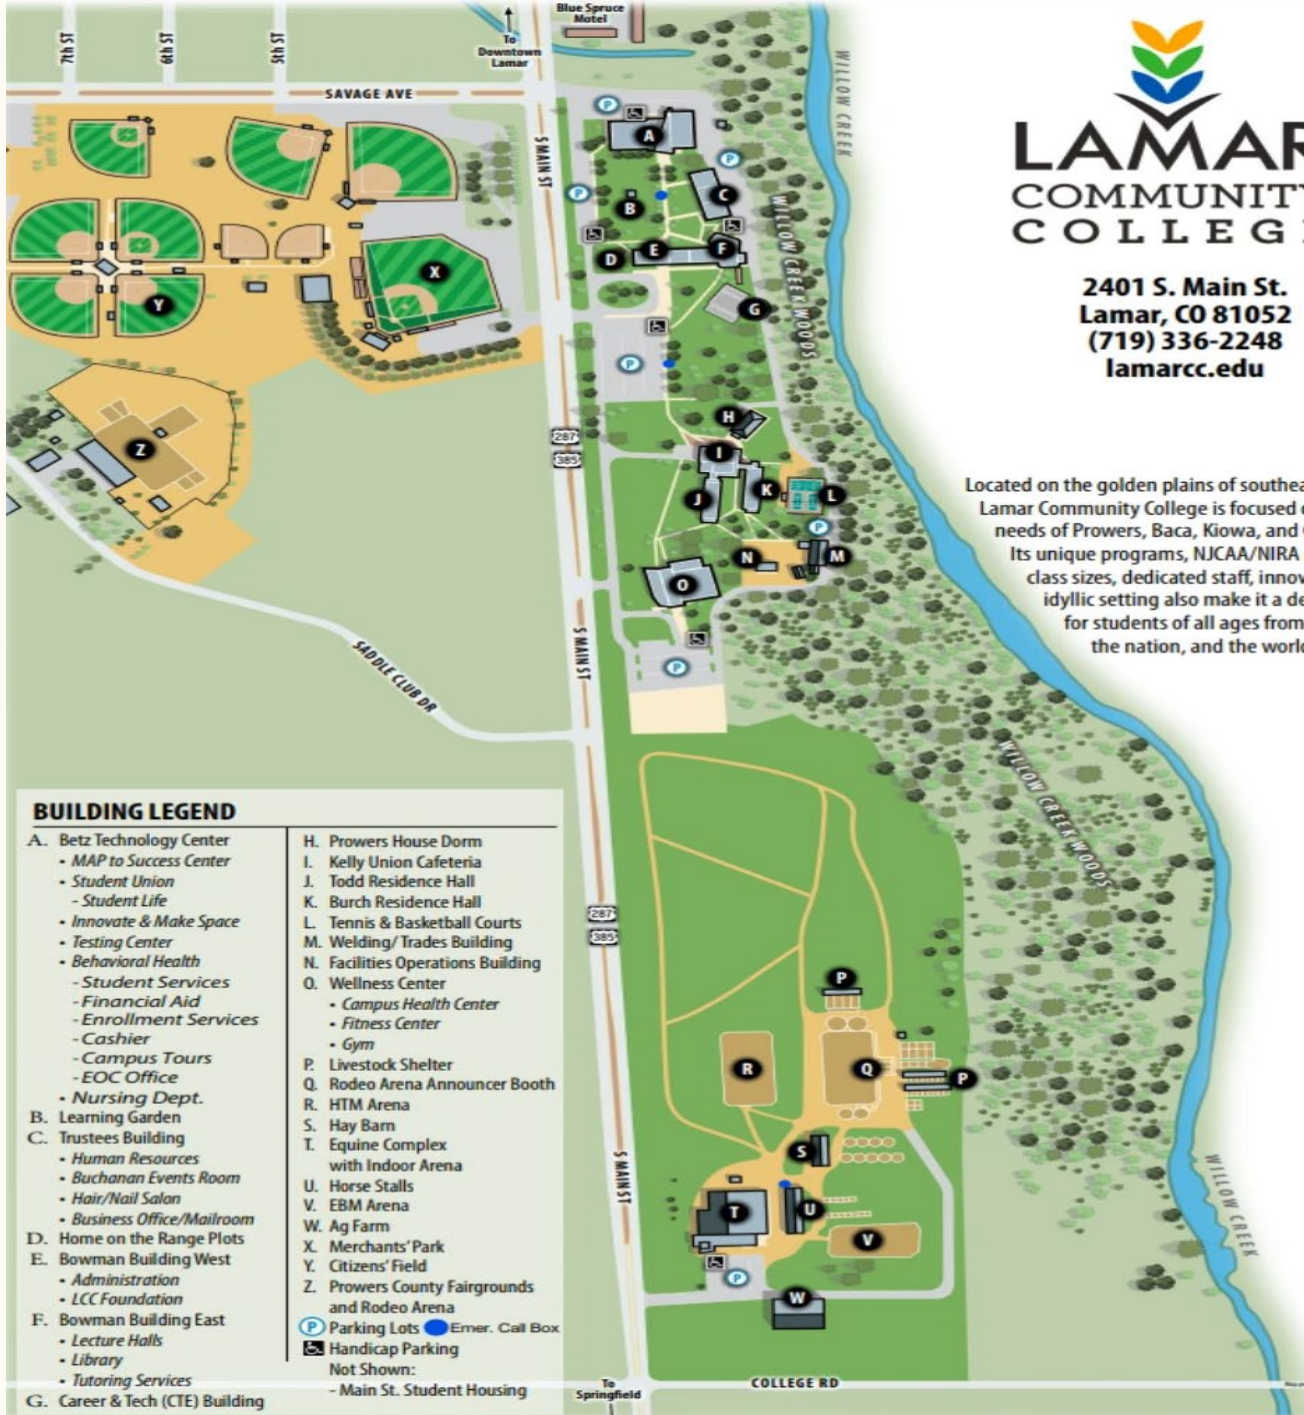 Blue Spruce
Motel
To
Downtown
Lamar
7th ST
6th ST
5th ST
SAVAGE AVE
S MAIN ST
WILLOW CREEK
WILLOW CREEK WOODS
A
B
C
D
E
F
G
H
I
J
K
L
M
N
O
P
P
Q
R
S
T
U
V
W
X
Y
Z
P
P
P
P
P
P
P
287
385
S MAIN ST
SADDLE CLUB DR
287
385
WILLOW CREEK WOODS
S MAIN ST
WILLOW CREEK
To
Springfield
COLLEGE RD
LAMAR
COMMUNITY
COLLEG
2401 S. Main St.
Lamar, CO 81052
(719) 336-2248
lamarcc.edu
Located on the golden plains of southea
Lamar Community College is focused
needs of Prowers, Baca, Kiowa, and
Its unique programs, NJCAA/NIRA
class sizes, dedicated staff, innov
idyllic setting also make it a de
for students of all ages from
the nation, and the world
BUILDING LEGEND
A. Betz Technology Center
• MAP to Success Center
• Student Union
- Student Life
• Innovate & Make Space
• Testing Center
• Behavioral Health
- Student Services
- Financial Aid
- Enrollment Services
- Cashier
- Campus Tours
- EOC Office
• Nursing Dept.
B. Learning Garden
C. Trustees Building
• Human Resources
• Buchanan Events Room
• Hair/Nail Salon
• Business Office/Mailroom
D. Home on the Range Plots
E. Bowman Building West
• Administration
• LCC Foundation
F. Bowman Building East
• Lecture Halls
• Library
• Tutoring Services
G. Career & Tech (CTE) Building
H. Prowers House Dorm
I. Kelly Union Cafeteria
J. Todd Residence Hall
K. Burch Residence Hall
L. Tennis & Basketball Courts
M. Welding/ Trades Building
N. Facilities Operations Building
O. Wellness Center
• Campus Health Center
• Fitness Center
• Gym
P. Livestock Shelter
Q. Rodeo Arena Announcer Booth
R. HTM Arena
S. Hay Barn
T. Equine Complex
with Indoor Arena
U. Horse Stalls
V. EBM Arena
W. Ag Farm
X. Merchants' Park
Y. Citizens' Field
Z. Prowers County Fairgrounds
and Rodeo Arena
P Parking Lots Emer. Call Box
Handicap Parking
Not Shown:
- Main St. Student Housing